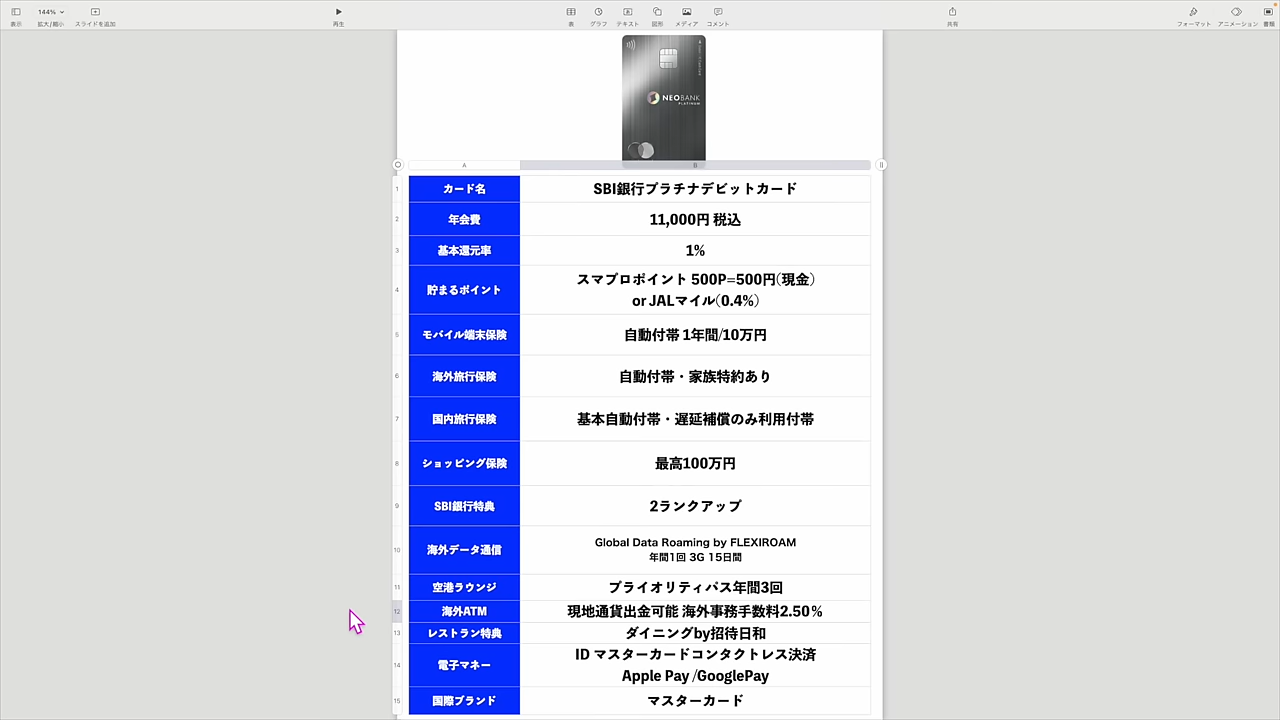 144%
表示
拡大/縮小
スライドを追加
再生
表
グラフ
テキスト
図形
メディア
コメント
共有
フォーマット
アニメーション
書類
NEOBANK
PLATINUM
A
B
1
カード名
SBI銀行プラチナデビットカード
2
年会費
11,000円 税込
3
基本還元率
1%
4
貯まるポイント
スマプロポイント 500P=500円(現金)
or JALマイル(0.4%)
5
モバイル端末保険
自動付帯 1年間/10万円
6
海外旅行保険
自動付帯・家族特約あり
7
国内旅行保険
基本自動付帯・遅延補償のみ利用付帯
8
ショッピング保険
最高100万円
9
SBI銀行特典
2ランクアップ
10
海外データ通信
Global Data Roaming by FLEXIROAM
年間1回 3G 15日間
11
空港ラウンジ
プライオリティパス年間3回
12
海外ATM
現地通貨出金可能 海外事務手数料2.50%
13
レストラン特典
ダイニングby招待日和
14
電子マネー
ID マスターカードコンタクトレス決済
Apple Pay /GooglePay
15
国際ブランド
マスターカード